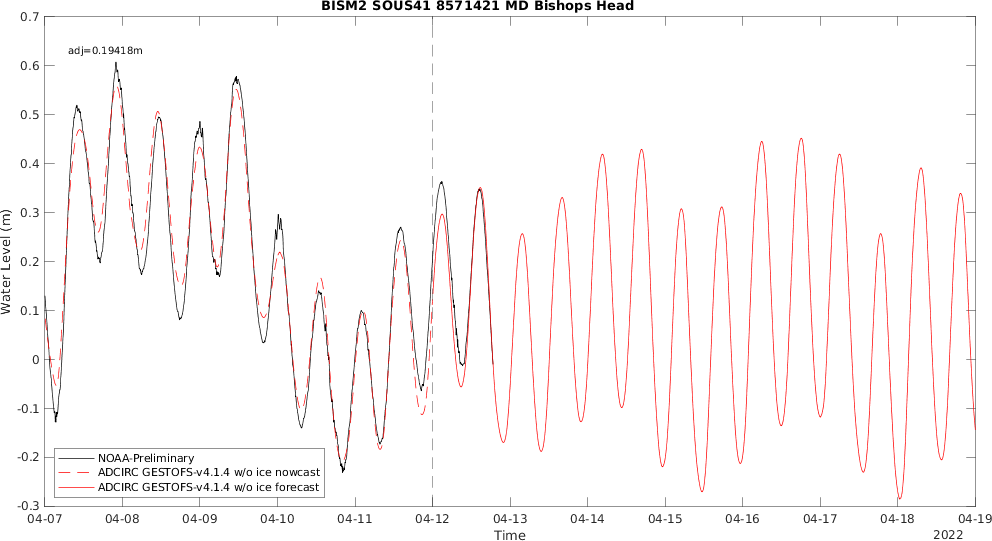 BISM2 SOUS41 8571421 MD Bishops Head
adj=0.19418m
Water Level (m)
0.7
0.6
0.5
0.4
0.3
0.2
0.1
0
-0.1
-0.2
-0.3
NOAA-Preliminary
ADCIRC GESTOFS-v4.1.4 w/o ice nowcast
ADCIRC GESTOFS-v4.1.4 w/o ice forecast
04-07 04-08 04-09 04-10 04-11 04-12 04-13 04-14 04-15 04-16 04-17 04-18 04-19
Time
2022